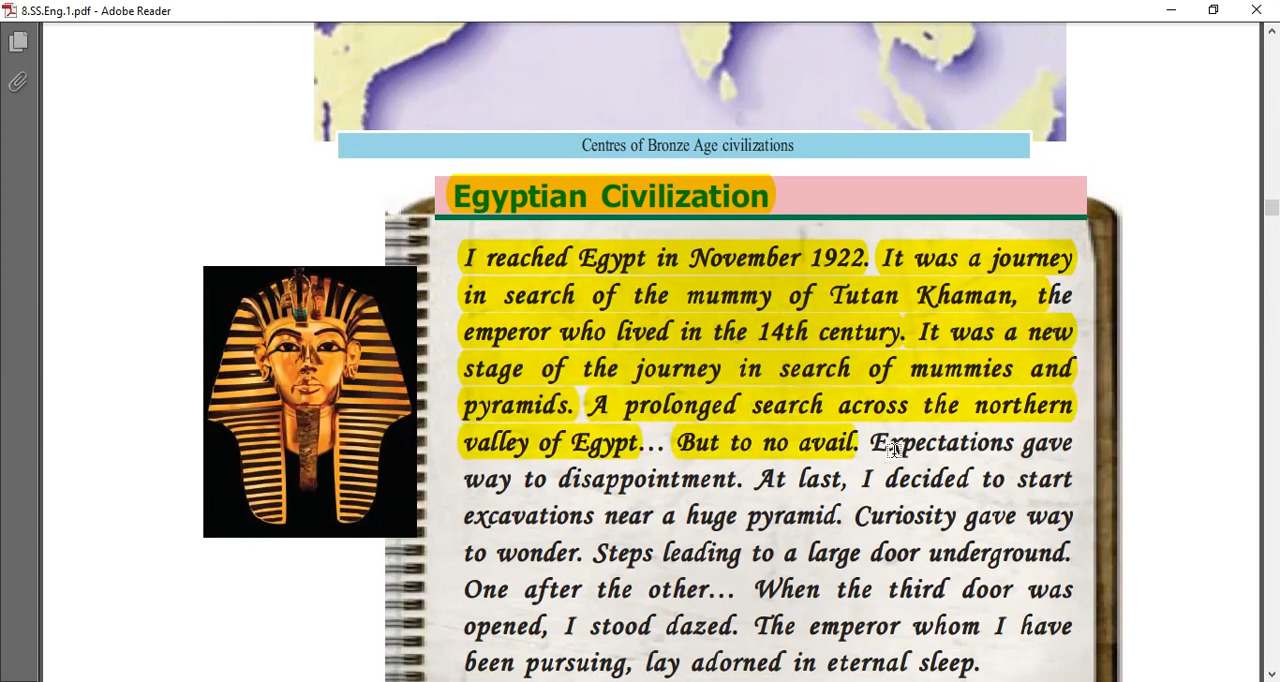 8.SS.Eng.1.pdf - Adobe Reader
Centres of Bronze Age civilizations
Egyptian Civilization
I reached Egypt in November 1922. It was a journey
in search of the mummy of Tutan Khaman, the
emperor who lived in the 14th century. It was a new
stage of the journey in search of mummies and
pyramids. A prolonged search across the northern
valley of Egypt... But to no avail. Expectations gave
way to disappointment. At last, I decided to start
excavations near a huge pyramid. Curiosity gave way
to wonder. Steps leading to a large door underground.
One after the other... When the third door was
opened, I stood dazed. The emperor whom I have
been pursuing, lay adorned in eternal sleep.